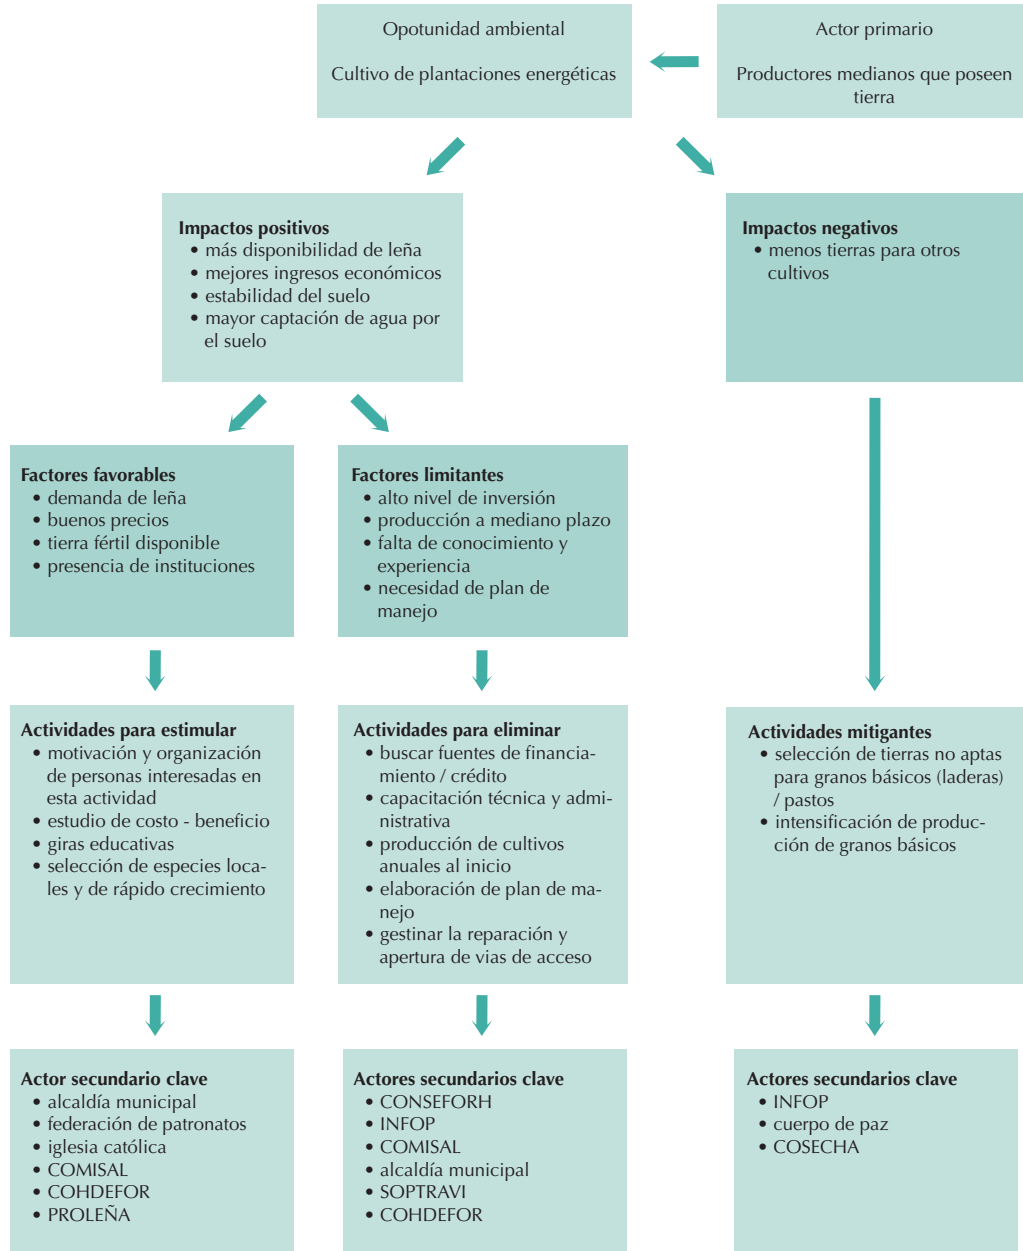 Opotunidad ambiental
Cultivo de plantaciones energéticas
Actor primario
Productores medianos que poseen
tierra
Impactos positivos
• más disponibilidad de leña
• mejores ingresos económicos
• estabilidad del suelo
• mayor captación de agua por
el suelo
Impactos negativos
• menos tierras para otros
cultivos
Factores favorables
• demanda de leña
• buenos precios
• tierra fértil disponible
• presencia de instituciones
Factores limitantes
• alto nivel de inversión
• producción a mediano plazo
• falta de conocimiento y
experiencia
• necesidad de plan de
manejo
Actividades para estimular
• motivación y organización
de personas interesadas en
esta actividad
• estudio de costo - beneficio
• giras educativas
• selección de especies loca-
les y de rápido crecimiento
Actividades para eliminar
• buscar fuentes de financia-
miento / crédito
• capacitación técnica y admi-
nistrativa
• producción de cultivos
anuales al inicio
• elaboración de plan de ma-
nejo
• gestinar la reparación y
apertura de vias de acceso
Actividades mitigantes
• selección de tierras no aptas
para granos básicos (laderas)
/ pastos
• intensificación de produc-
ción de granos básicos
Actor secundario clave
• alcaldía municipal
• federación de patronatos
• iglesia católica
• COMISAL
• COHDEFOR
• PROLEÑA
Actores secundarios clave
• CONSEFORH
• INFOP
• COMISAL
• alcaldía municipal
• SOPTRAVI
• COHDEFOR
Actores secundarios clave
• INFOP
• cuerpo de paz
• COSECHA